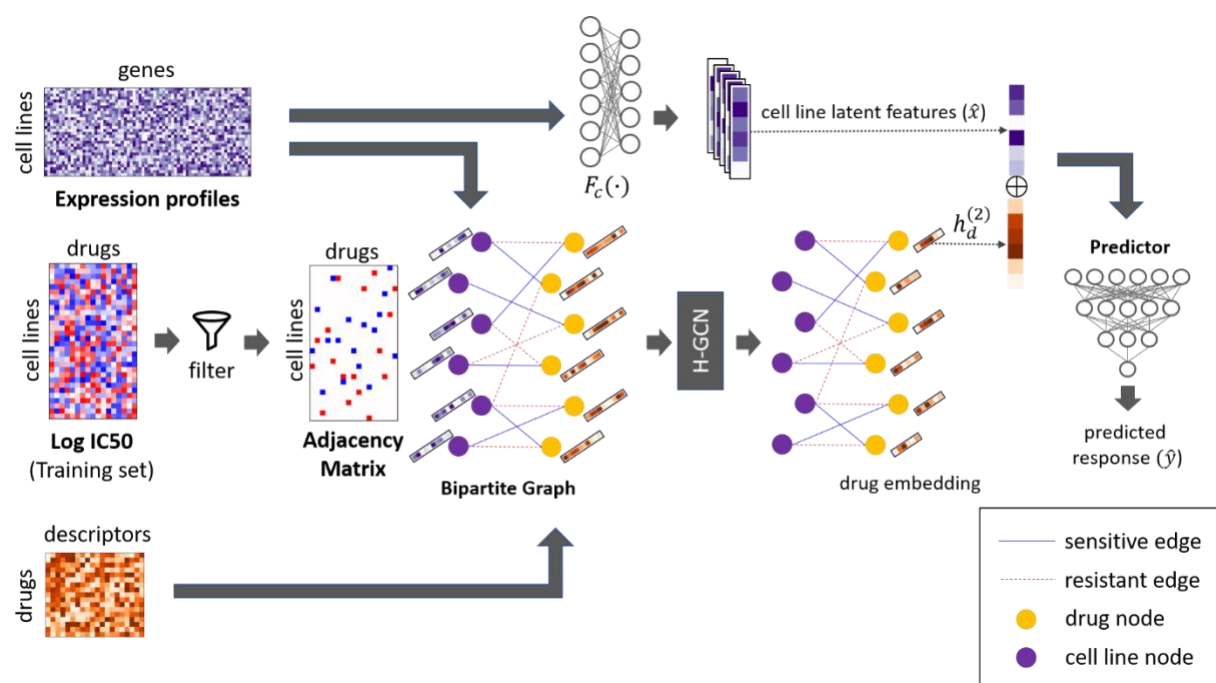 genes
cell lines
Expression profiles
F_c(·)
cell line latent features (x̂)
⊕
h_d^(2)
Predictor
predicted
response (ŷ)
drugs
cell lines
Log IC50
(Training set)
filter
drugs
cell lines
Adjacency
Matrix
Bipartite Graph
H-GCN
drug embedding
descriptors
drugs
sensitive edge
resistant edge
drug node
cell line node